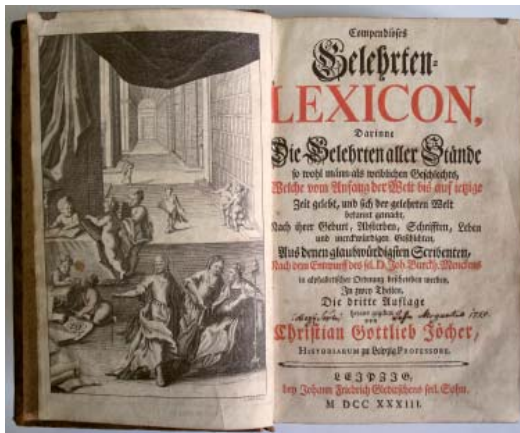 Compendiöses
Gelehrten-
LEXICON,
Darinne
Die Gelehrten aller Stände
so wohl männ- als weiblichen Geschlechts,
Welche vom Anfang der Welt bis auf ietzige
Zeit gelebt, und sich der gelehrten Welt
bekannt gemacht,
Nach ihrer Geburt, Absterben, Schrifften, Leben
und merckwürdigen Geschichten,
Aus denen glaubwürdigsten Scribenten,
Nach dem Entwurff des sel. D. Joh. Burckh. Menckens
in alphabetischer Ordnung beschrieben werden,
In zwey Theilen,
Die dritte Auflage
heraus gegeben
von
Christian Gottlieb Jöcher,
HISTORIARUM zu Leipzig PROFESSORE.
LEIPZIG,
bey Johann Friedrich Gleditschens seel. Sohn,
M DCC XXXIII.